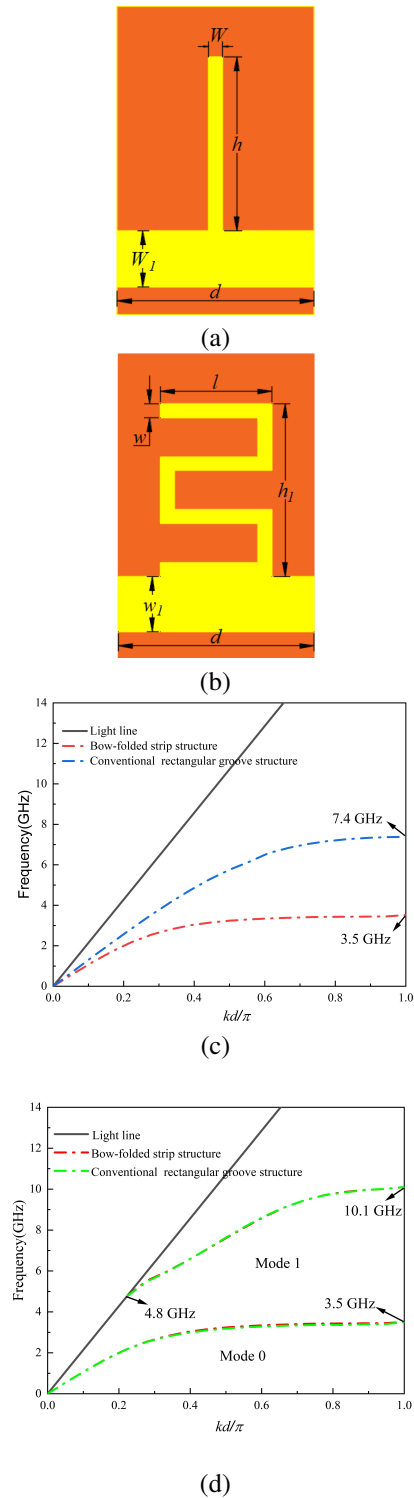 W
h
W1
d
(a)
l
w
h1
w1
d
(b)
14
12
10
8
6
4
2
0
Frequency(GHz)
Light line
Bow-folded strip structure
Conventional rectangular groove structure
7.4 GHz
3.5 GHz
0.0 0.2 0.4 0.6 0.8 1.0
kd/π
(c)
14
12
10
8
6
4
2
0
Frequency(GHz)
Light line
Bow-folded strip structure
Conventional rectangular groove structure
10.1 GHz
Mode 1
4.8 GHz
3.5 GHz
Mode 0
0.0 0.2 0.4 0.6 0.8 1.0
kd/π
(d)